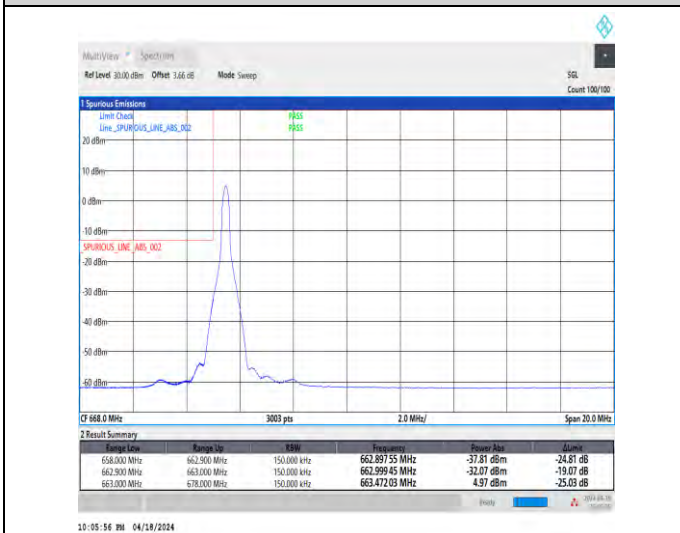 MultiView Spectrum
Ref Level 30.00 dBm Offset 3.66 dB Mode Sweep SGL
Count 100/100
1 Spurious Emissions
Limit Check PASS
Line _SPURIOUS_LINE_ABS_002 PASS
20 dBm
10 dBm
0 dBm
-10 dBm
_SPURIOUS_LINE_ABS_002
-20 dBm
-30 dBm
-40 dBm
-50 dBm
-60 dBm
CF 668.0 MHz 3003 pts 2.0 MHz/ Span 20.0 MHz
2 Result Summary
Range Low Range Up RBW Frequency Power Abs ΔLimit
658.000 MHz 662.900 MHz 150.000 kHz 662.897 55 MHz -37.81 dBm -24.81 dB
662.900 MHz 663.000 MHz 150.000 kHz 662.999 45 MHz -32.07 dBm -19.07 dB
663.000 MHz 678.000 MHz 150.000 kHz 663.472 03 MHz 4.97 dBm -25.03 dB
10:05:56 PM 04/18/2024